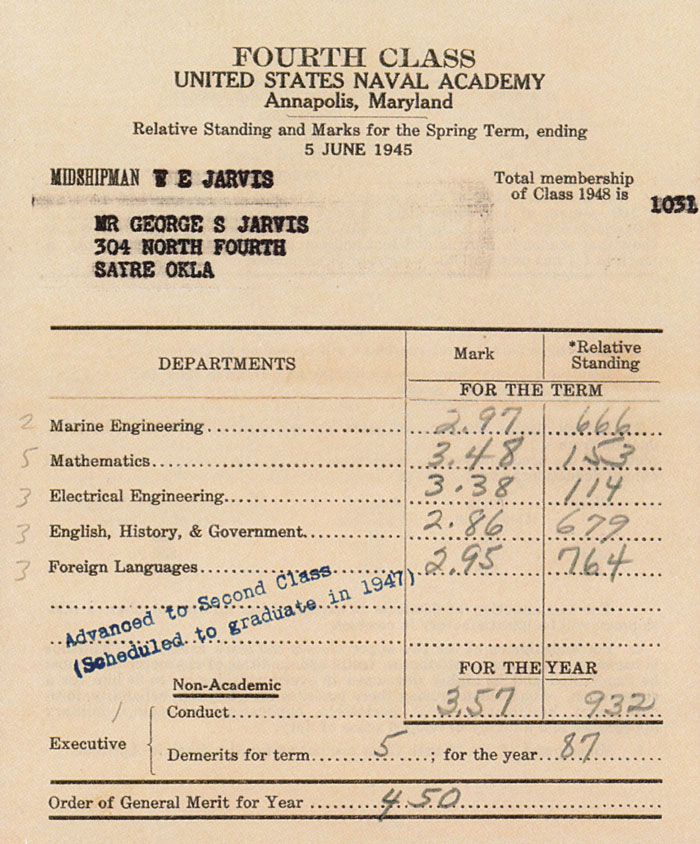 FOURTH CLASS
UNITED STATES NAVAL ACADEMY
Annapolis, Maryland
Relative Standing and Marks for the Spring Term, ending
5 JUNE 1945
MIDSHIPMAN W E JARVIS
Total membership
of Class 1948 is 1031
MR GEORGE S JARVIS
304 NORTH FOURTH
SAYRE OKLA
DEPARTMENTS Mark *Relative Standing
FOR THE TERM
2 Marine Engineering 2.97 666
5 Mathematics 3.48 153
3 Electrical Engineering 3.38 114
3 English, History, & Government 2.86 679
3 Foreign Languages 2.95 764
Advanced to Second Class
(Scheduled to graduate in 1947)
FOR THE YEAR
Non-Academic
1 Conduct 3.57 932
Executive
Demerits for term 5 ; for the year 87
Order of General Merit for Year 450